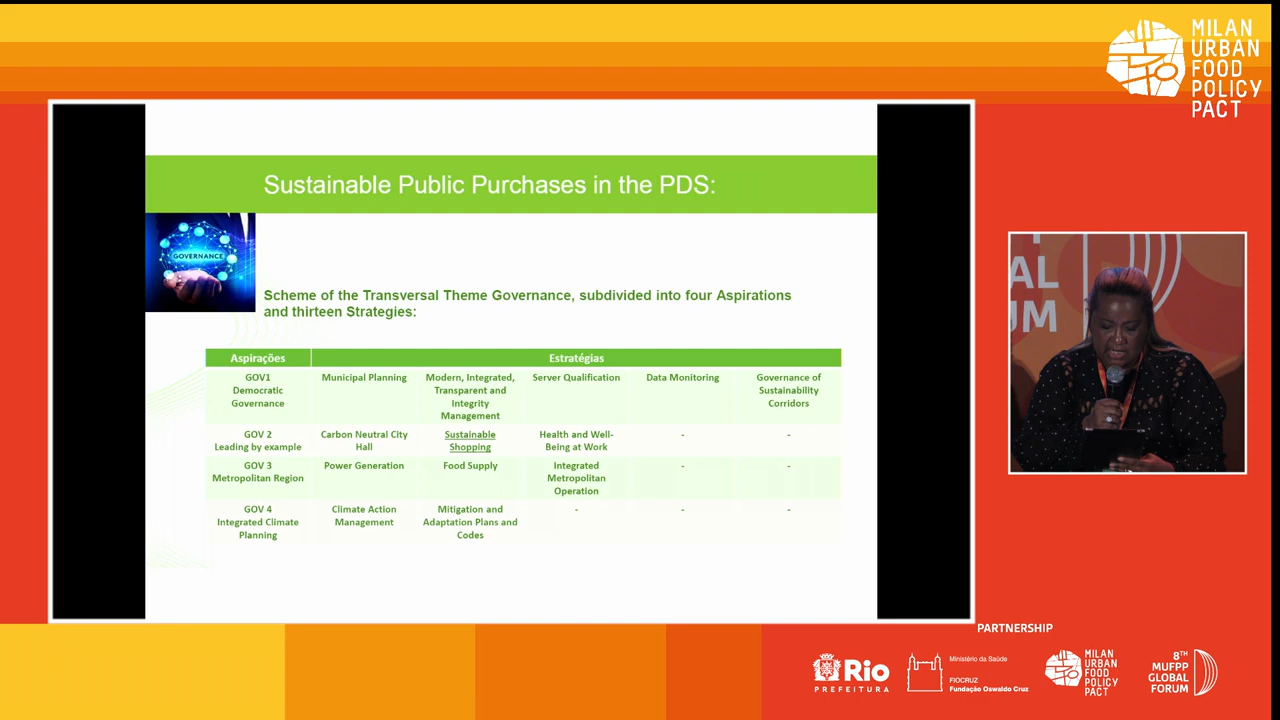 MILAN
URBAN
FOOD
POLICY
PACT
Sustainable Public Purchases in the PDS:
GOVERNANCE
Scheme of the Transversal Theme Governance, subdivided into four Aspirations
and thirteen Strategies:
Aspirações
Estratégias
GOV1
Democratic
Governance
Municipal Planning
Modern, Integrated,
Transparent and
Integrity
Management
Server Qualification
Data Monitoring
Governance of
Sustainability
Corridors
GOV 2
Leading by example
Carbon Neutral City
Hall
Sustainable
Shopping
Health and Well-
Being at Work
-
-
GOV 3
Metropolitan Region
Power Generation
Food Supply
Integrated
Metropolitan
Operation
-
-
GOV 4
Integrated Climate
Planning
Climate Action
Management
Mitigation and
Adaptation Plans and
Codes
-
-
-
AL
UM
PARTNERSHIP
Rio
PREFEITURA
Ministério da Saúde
FIOCRUZ
Fundação Oswaldo Cruz
MILAN
URBAN
FOOD
POLICY
PACT
8TH
MUFPP
GLOBAL
FORUM